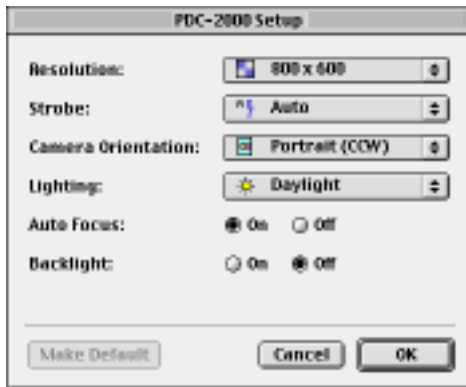 PDC-2000 Setup
Resolution: 800 x 600
Strobe: Auto
Camera Orientation: Portrait (CCW)
Lighting: Daylight
Auto Focus: On Off
Backlight: On Off
Make Default Cancel OK